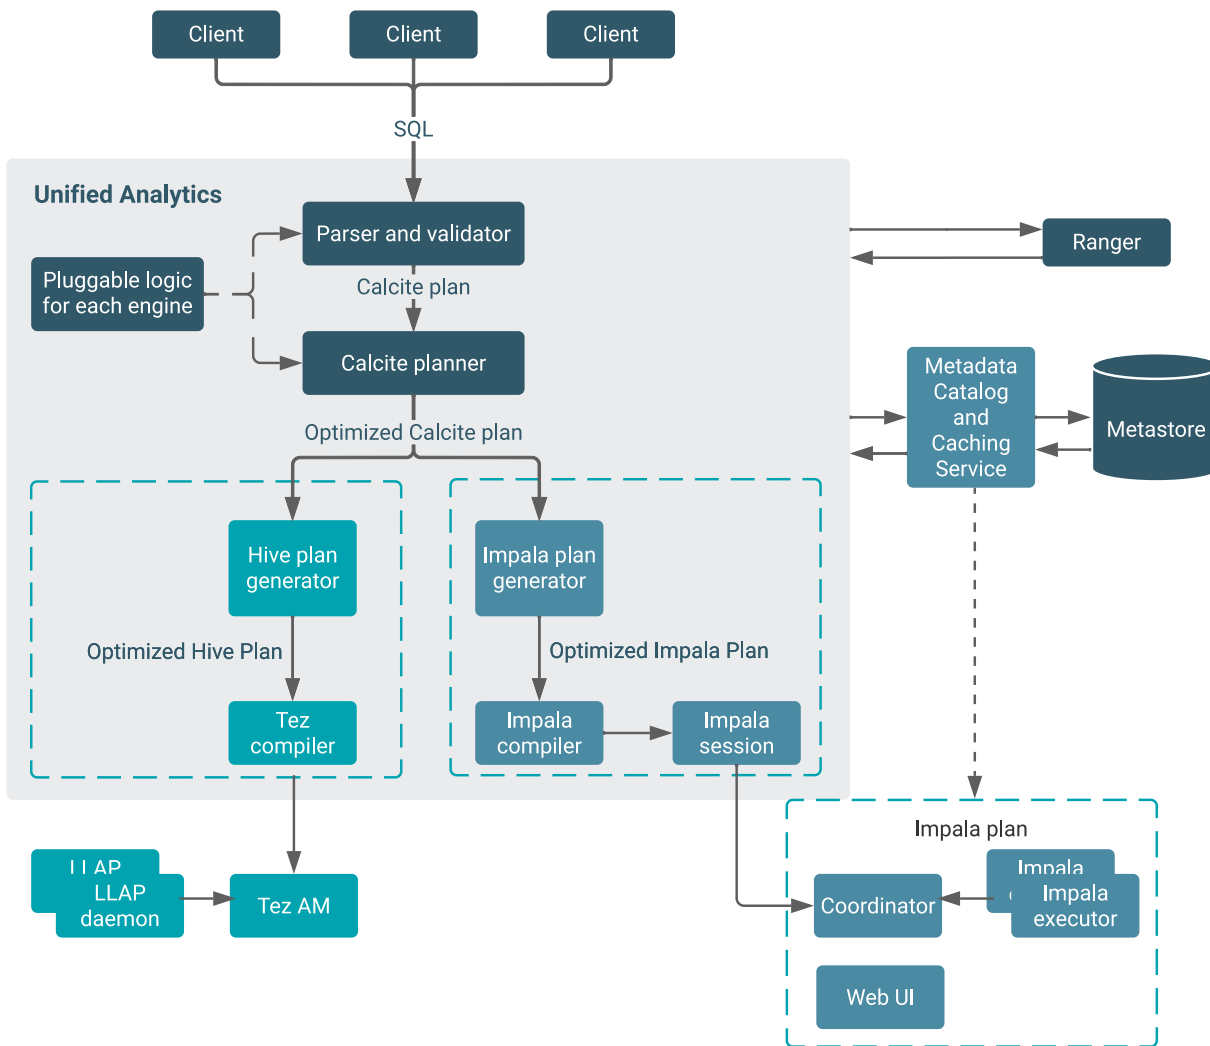 Client
Client
Client
SQL
Unified Analytics
Parser and validator
Ranger
Pluggable logic
for each engine
Calcite plan
Calcite planner
Metadata
Catalog
and
Caching
Service
Metastore
Optimized Calcite plan
Hive plan
generator
Impala plan
generator
Optimized Hive Plan
Optimized Impala Plan
Tez
compiler
Impala
compiler
Impala
session
Impala plan
LLAP
LLAP
daemon
Tez AM
Coordinator
Impala
Impala
executor
Web UI